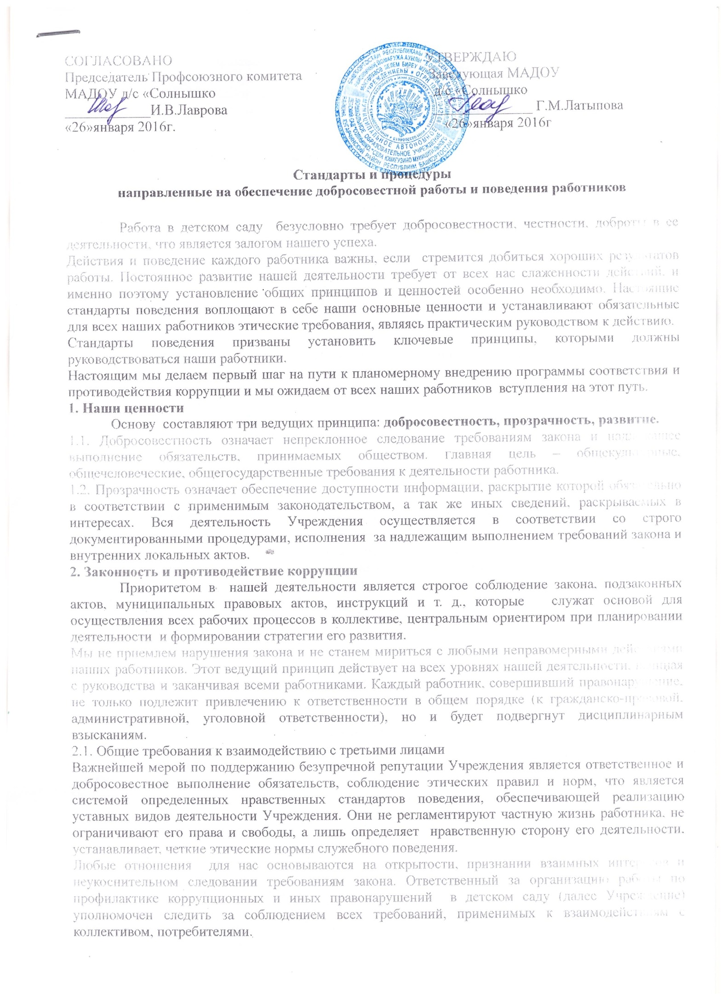 СОГЛАСОВАНО
Председатель Профсоюзного комитета
МАДОУ д/с «Солнышко
И.В.Лаврова
«26»января 2016г.
УТВЕРЖДАЮ
Заведующая МАДОУ
д/с «Солнышко
Г.М.Латыпова
«26»января 2016г
Стандарты и процедуры
направленные на обеспечение добросовестной работы и поведения работников
Работа в детском саду безусловно требует добросовестности, честности, доброты в ее
деятельности, что является залогом нашего успеха.
Действия и поведение каждого работника важны, если стремится добиться хороших результатов
работы. Постоянное развитие нашей деятельности требует от всех нас слаженности действий, и
именно поэтому установление общих принципов и ценностей особенно необходимо. Настоящие
стандарты поведения воплощают в себе наши основные ценности и устанавливают обязательные
для всех наших работников этические требования, являясь практическим руководством к действию.
Стандарты поведения призваны установить ключевые принципы, которыми должны
руководствоваться наши работники.
Настоящим мы делаем первый шаг на пути к планомерному внедрению программы соответствия и
противодействия коррупции и мы ожидаем от всех наших работников вступления на этот путь.
1. Наши ценности
Основу составляют три ведущих принципа: добросовестность, прозрачность, развитие.
1.1. Добросовестность означает непреклонное следование требованиям закона и надлежащее
выполнение обязательств, принимаемых обществом. Главная цель – общекультурные,
общечеловеческие, общегосударственные требования к деятельности работника.
1.2. Прозрачность означает обеспечение доступности информации, раскрытие которой обязательно
в соответствии с применимым законодательством, а так же иных сведений, раскрываемых в
интересах. Вся деятельность Учреждения осуществляется в соответствии со строго
документированными процедурами, исполнения за надлежащим выполнением требований закона и
внутренних локальных актов.
2. Законность и противодействие коррупции
Приоритетом в нашей деятельности является строгое соблюдение закона, подзаконных
актов, муниципальных правовых актов, инструкций и т. д., которые служат основой для
осуществления всех рабочих процессов в коллективе, центральным ориентиром при планировании
деятельности и формировании стратегии его развития.
Мы не приемлем нарушения закона и не станем мириться с любыми неправомерными действиями
наших работников. Этот ведущий принцип действует на всех уровнях нашей деятельности, начиная
с руководства и заканчивая всеми работниками. Каждый работник, совершивший правонарушение,
не только подлежит привлечению к ответственности в общем порядке (к гражданско-правовой,
административной, уголовной ответственности), но и будет подвергнут дисциплинарным
взысканиям.
2.1. Общие требования к взаимодействию с третьими лицами
Важнейшей мерой по поддержанию безупречной репутации Учреждения является ответственное и
добросовестное выполнение обязательств, соблюдение этических правил и норм, что является
системой определенных нравственных стандартов поведения, обеспечивающей реализацию
уставных видов деятельности Учреждения. Они не регламентируют частную жизнь работника, не
ограничивают его права и свободы, а лишь определяет нравственную сторону его деятельности,
устанавливает, четкие этические нормы служебного поведения.
Любые отношения для нас основываются на открытости, признании взаимных интересов и
неукоснительном следовании требованиям закона. Ответственный за организацию работы по
профилактике коррупционных и иных правонарушений в детском саду (далее Учреждение)
уполномочен следить за соблюдением всех требований, применимых к взаимодействиям с
коллективом, потребителями.